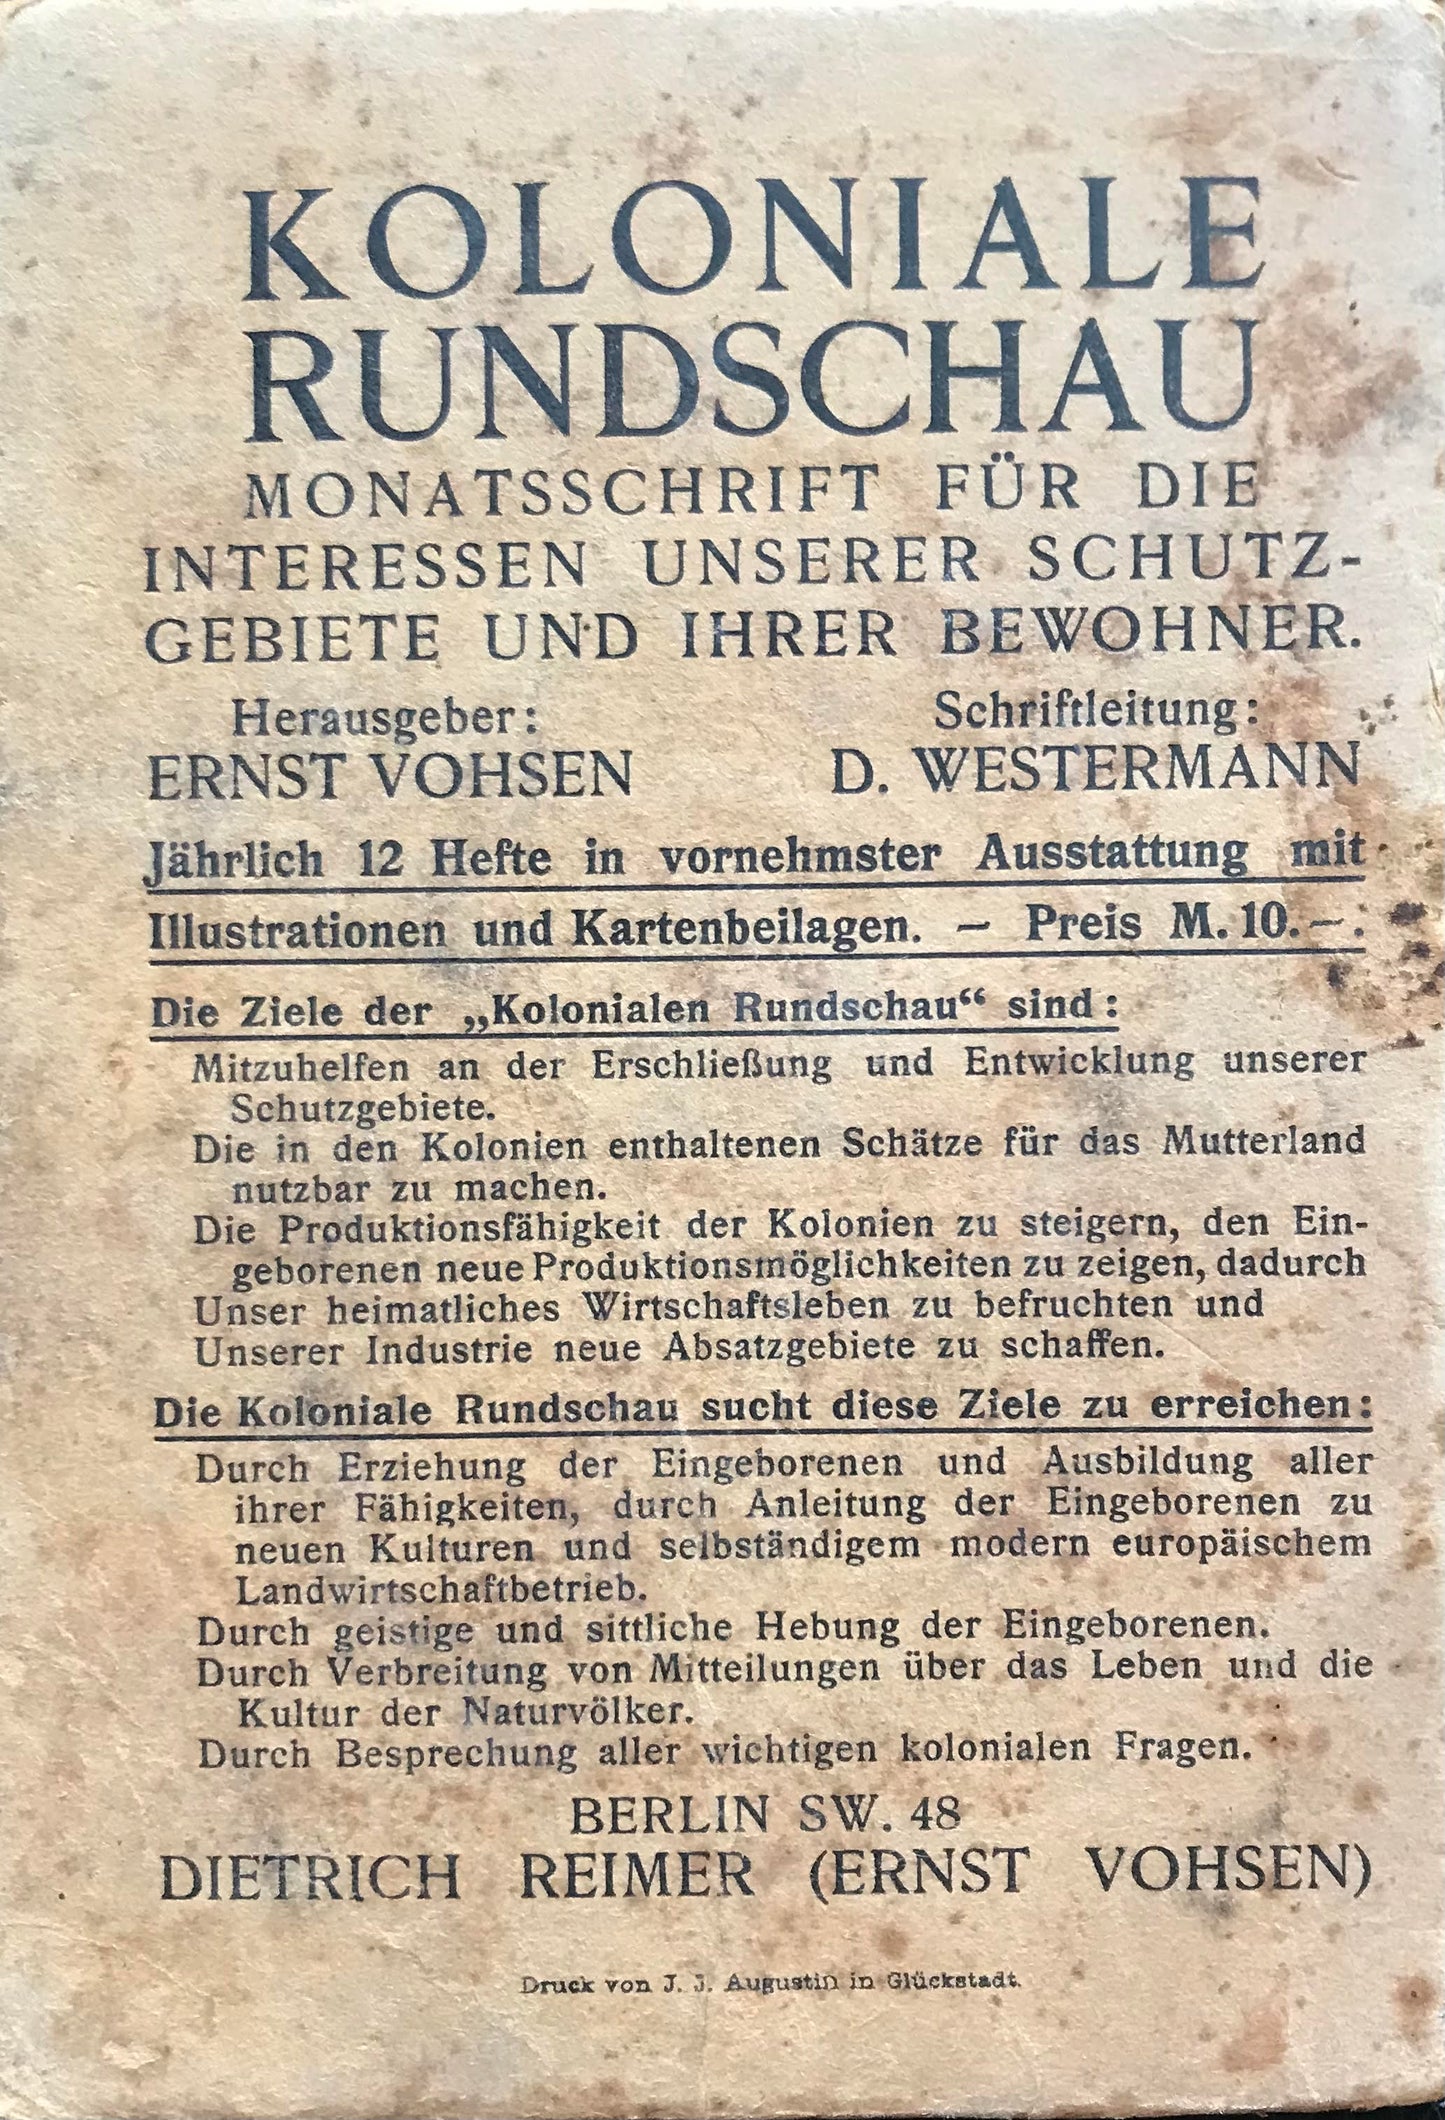 KOLONIALE
RUNDSCHAU
MONATSSCHRIFT FÜR DIE
INTERESSEN UNSERER SCHUTZ-
GEBIETE UND IHRER BEWOHNER.
Herausgeber: Schriftleitung:
ERNST VOHSEN D. WESTERMANN
Jährlich 12 Hefte in vornehmster Ausstattung mit
Illustrationen und Kartenbeilagen. — Preis M. 10.—.
Die Ziele der „Kolonialen Rundschau“ sind:
Mitzuhelfen an der Erschließung und Entwicklung unserer
Schutzgebiete.
Die in den Kolonien enthaltenen Schätze für das Mutterland
nutzbar zu machen.
Die Produktionsfähigkeit der Kolonien zu steigern, den Ein-
geborenen neue Produktionsmöglichkeiten zu zeigen, dadurch
Unser heimatliches Wirtschaftsleben zu befruchten und
Unserer Industrie neue Absatzgebiete zu schaffen.
Die Koloniale Rundschau sucht diese Ziele zu erreichen:
Durch Erziehung der Eingeborenen und Ausbildung aller
ihrer Fähigkeiten, durch Anleitung der Eingeborenen zu
neuen Kulturen und selbständigem modern europäischem
Landwirtschaftbetrieb.
Durch geistige und sittliche Hebung der Eingeborenen.
Durch Verbreitung von Mitteilungen über das Leben und die
Kultur der Naturvölker.
Durch Besprechung aller wichtigen kolonialen Fragen.
BERLIN SW. 48
DIETRICH REIMER (ERNST VOHSEN)
Druck von J. J. Augustin in Glückstadt.